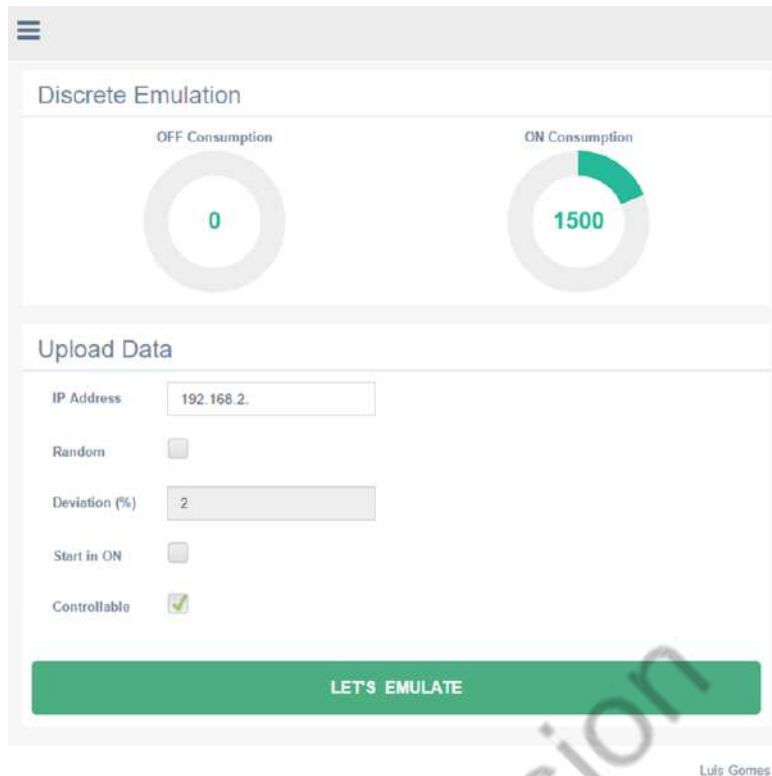 Discrete Emulation
OFF Consumption
ON Consumption
0
1500
Upload Data
IP Address
192.168.2.
Random
Deviation (%)
2
Start in ON
Controllable
LET'S EMULATE
sion
Luis Gomes